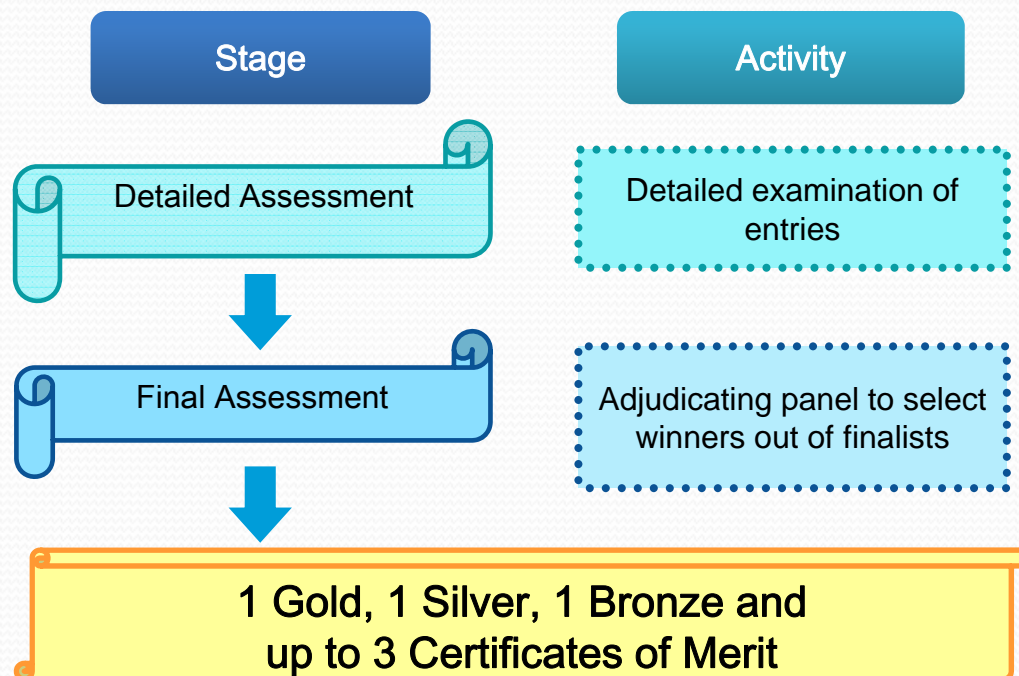 Stage
Activity
Detailed Assessment
Detailed examination of
entries
Final Assessment
Adjudicating panel to select
winners out of finalists
1 Gold, 1 Silver, 1 Bronze and
up to 3 Certificates of Merit